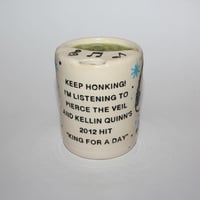 KEEP HONKING!
I'M LISTENING TO
PIERCE THE VEIL
AND KELLIN QUINN'S
2012 HIT
"KING FOR A DAY"